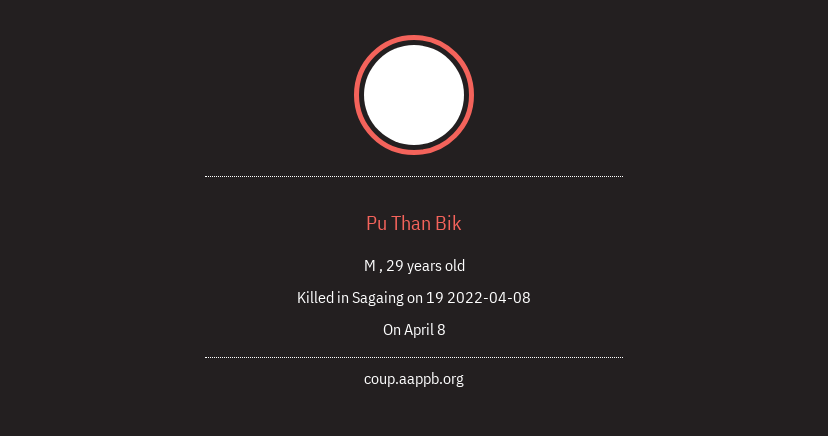 Pu Than Bik
M , 29 years old
Killed in Sagaing on 19 2022-04-08
On April 8
coup.aappb.org